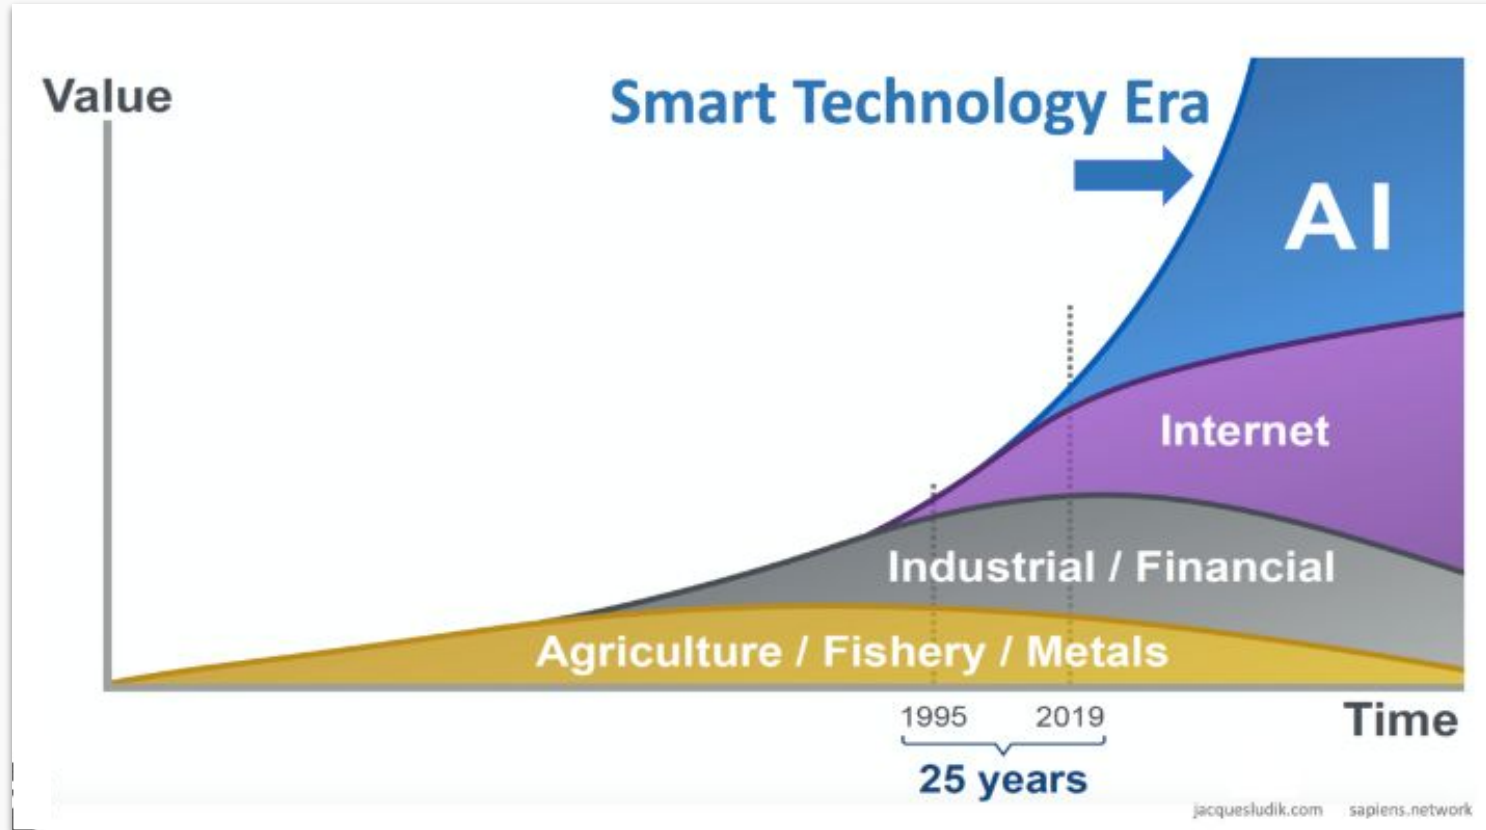 Value
Smart Technology Era
AI
Internet
Industrial / Financial
Agriculture / Fishery / Metals
1995 2019
Time
25 years
jacquesludik.com sapiens.network